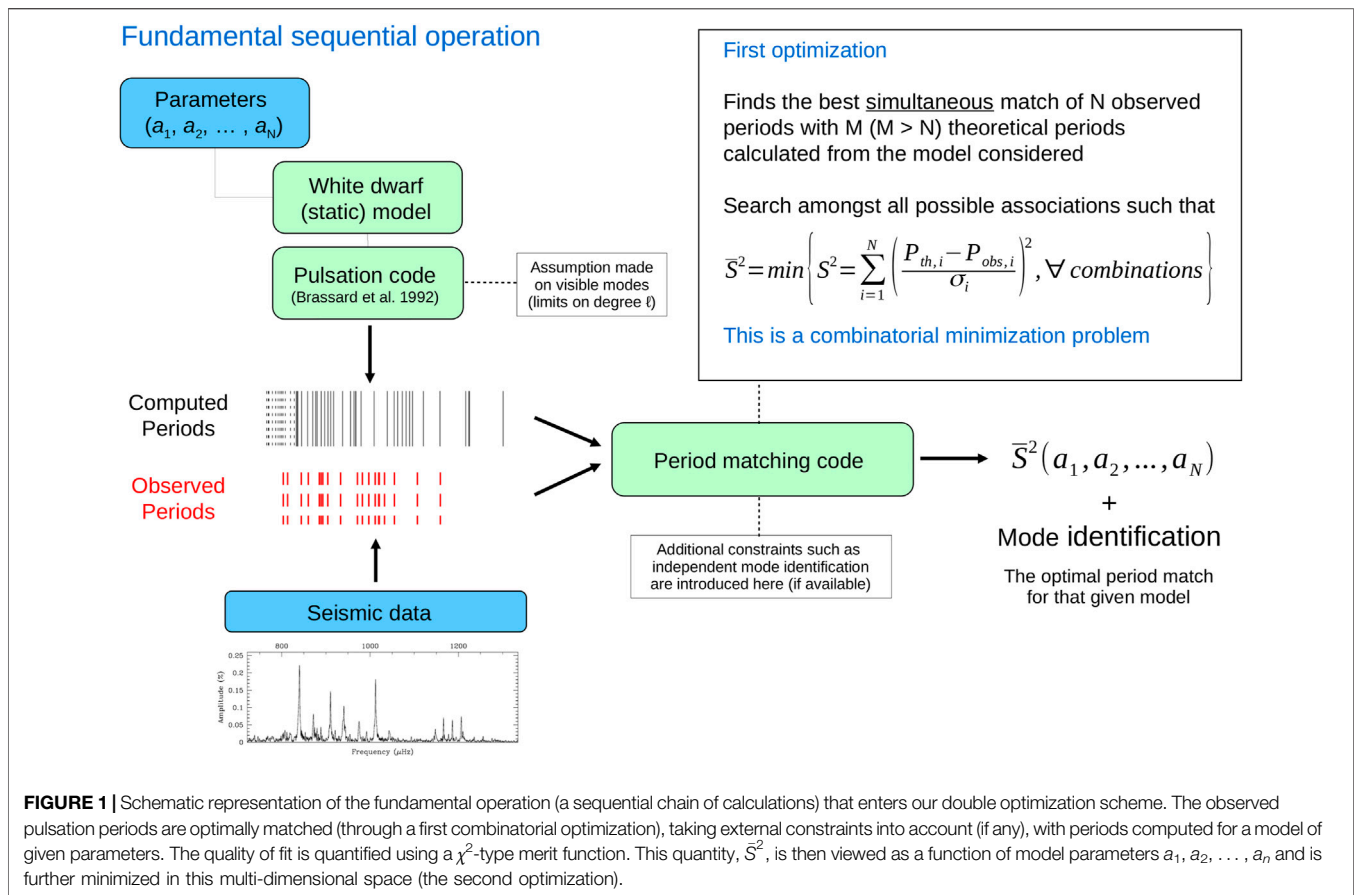 Fundamental sequential operation
Parameters
(a₁, a₂, … , a_N)
White dwarf
(static) model
Pulsation code
(Brassard et al. 1992)
Assumption made
on visible modes
(limits on degree ℓ)
First optimization
Finds the best simultaneous match of N observed
periods with M (M > N) theoretical periods
calculated from the model considered
Search amongst all possible associations such that
S̅²=min{S²=∑_{i=1}^{N}((P_{th,i}−P_{obs,i})/σ_i)²,∀ combinations}
This is a combinatorial minimization problem
Computed
Periods
Observed
Periods
Period matching code
S̅²(a₁,a₂,...,a_N)
+
Mode identification
The optimal period match
for that given model
Additional constraints such as
independent mode identification
are introduced here (if available)
Seismic data
800 1000 1200
0.25
0.2
0.15
0.1
0.05
0
Amplitude (%)
Frequency (μHz)
FIGURE 1 | Schematic representation of the fundamental operation (a sequential chain of calculations) that enters our double optimization scheme. The observed
pulsation periods are optimally matched (through a first combinatorial optimization), taking external constraints into account (if any), with periods computed for a model of
given parameters. The quality of fit is quantified using a χ²-type merit function. This quantity, S̄², is then viewed as a function of model parameters a₁, a₂, . . . , aₙ and is
further minimized in this multi-dimensional space (the second optimization).